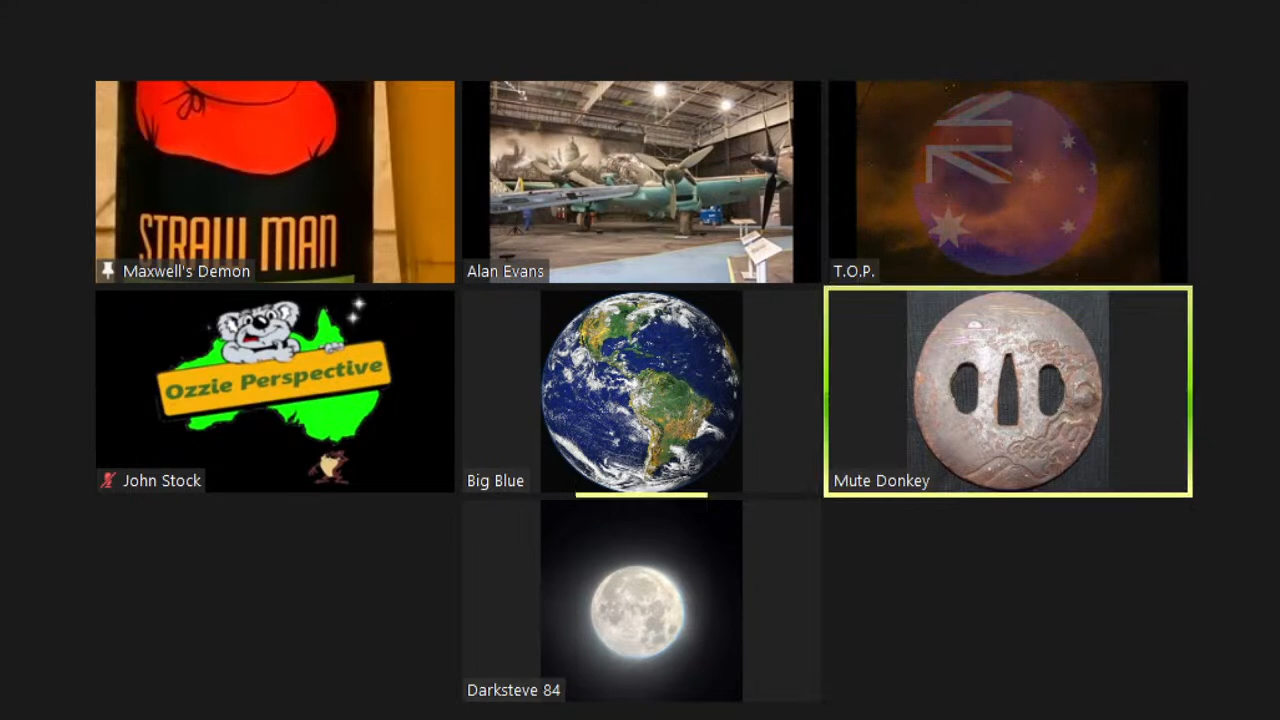 STRAW MAN
Maxwell's Demon
Alan Evans
T.O.P.
Ozzie Perspective
John Stock
Big Blue
Mute Donkey
Darksteve 84